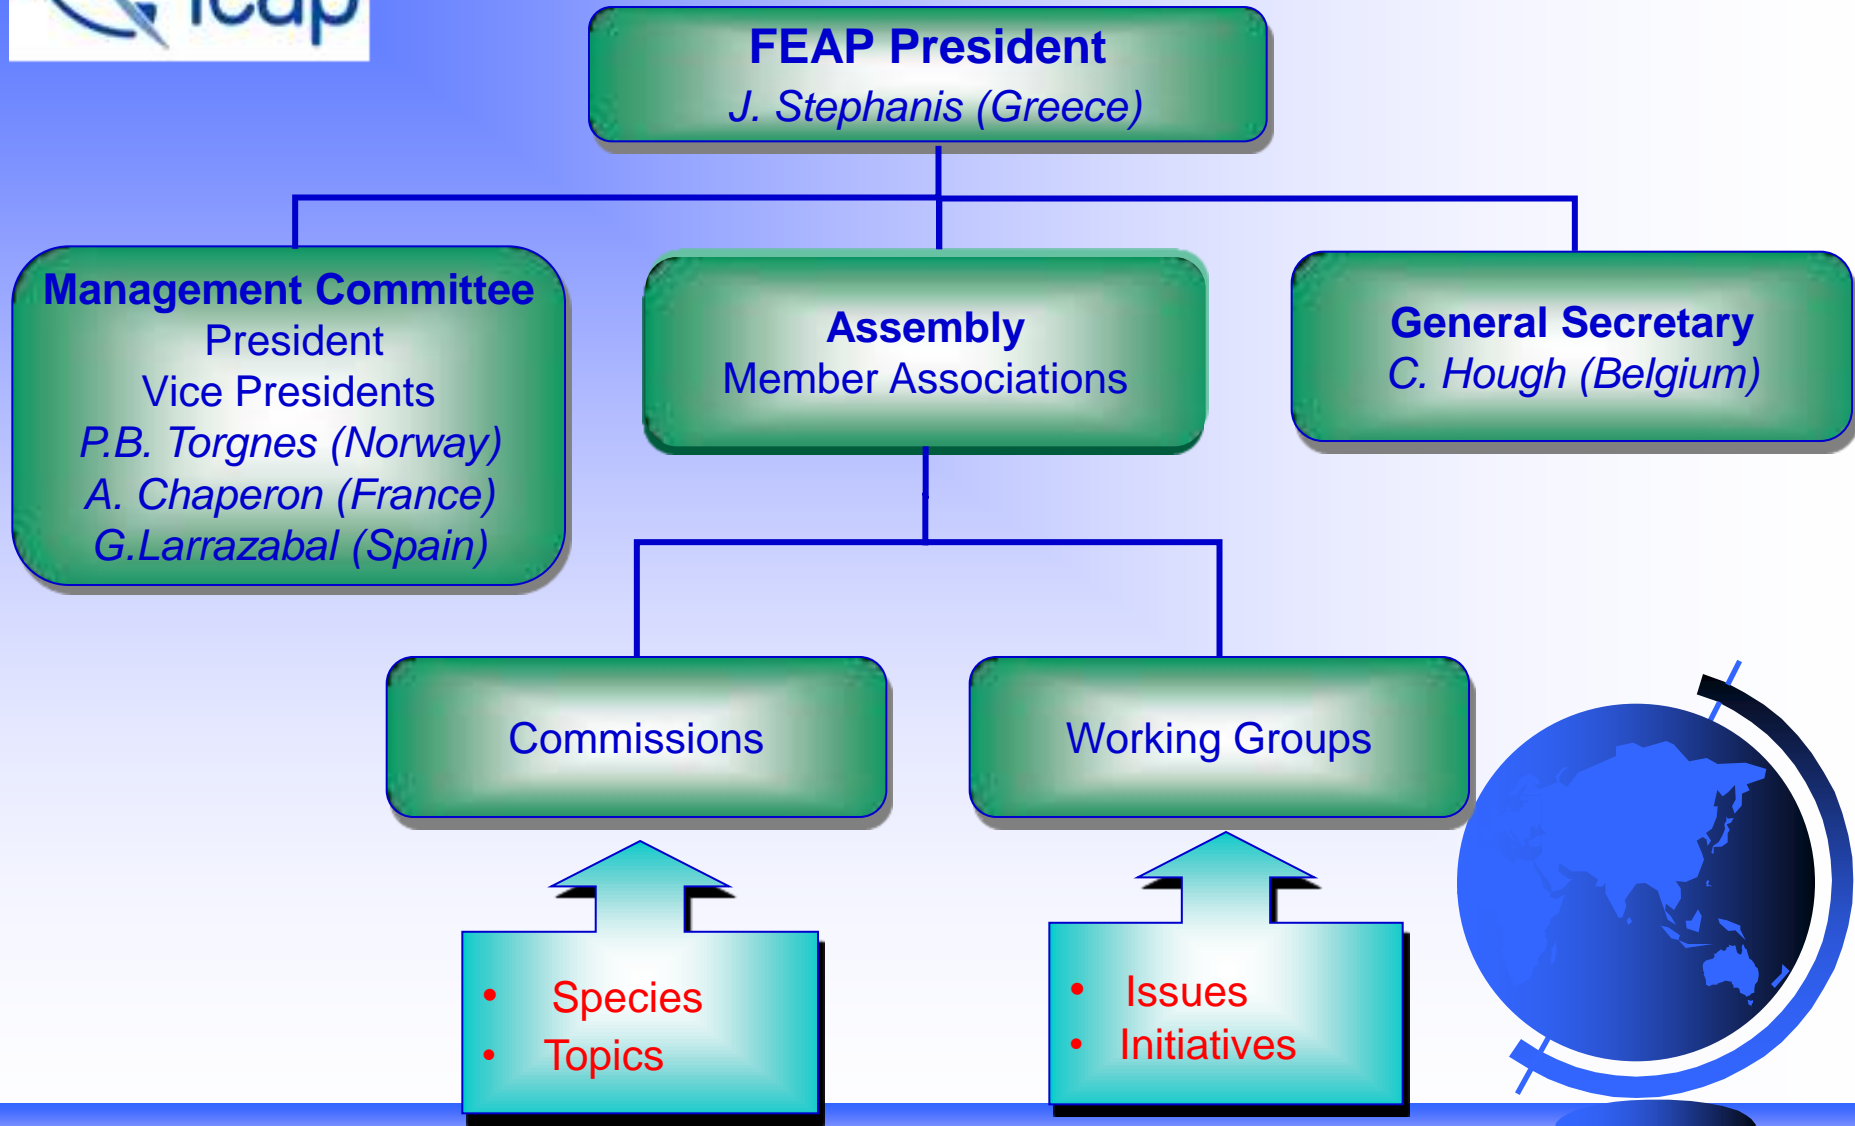 feap
FEAP President
J. Stephanis (Greece)
Management Committee
President
Vice Presidents
P.B. Torgnes (Norway)
A. Chaperon (France)
G.Larrazabal (Spain)
Assembly
Member Associations
General Secretary
C. Hough (Belgium)
Commissions
Working Groups
• Species
• Topics
• Issues
• Initiatives